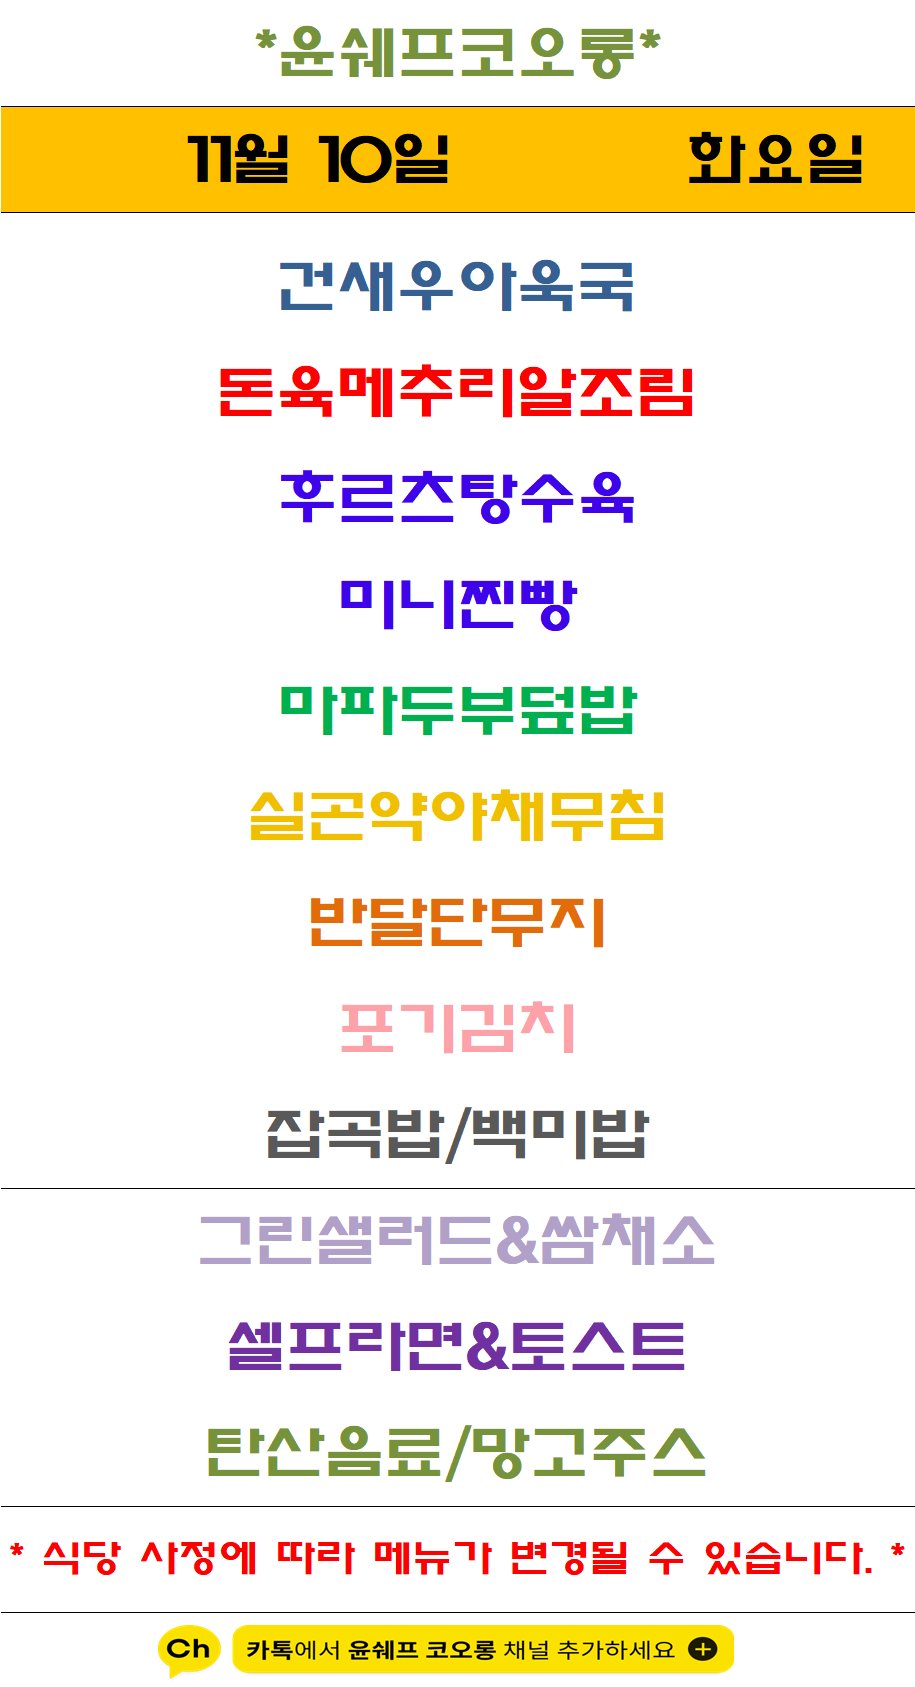 *윤쉐프코오롱*
11월 10일 화요일
건새우아욱국
돈육메추리알조림
후르츠탕수육
미니찐빵
마파두부덮밥
실곤약야채무침
반달단무지
포기김치
잡곡밥/백미밥
그린샐러드&쌈채소
셀프라면&토스트
탄산음료/망고주스
* 식당 사정에 따라 메뉴가 변경될 수 있습니다. *
Ch 카톡에서 윤쉐프 코오롱 채널 추가하세요